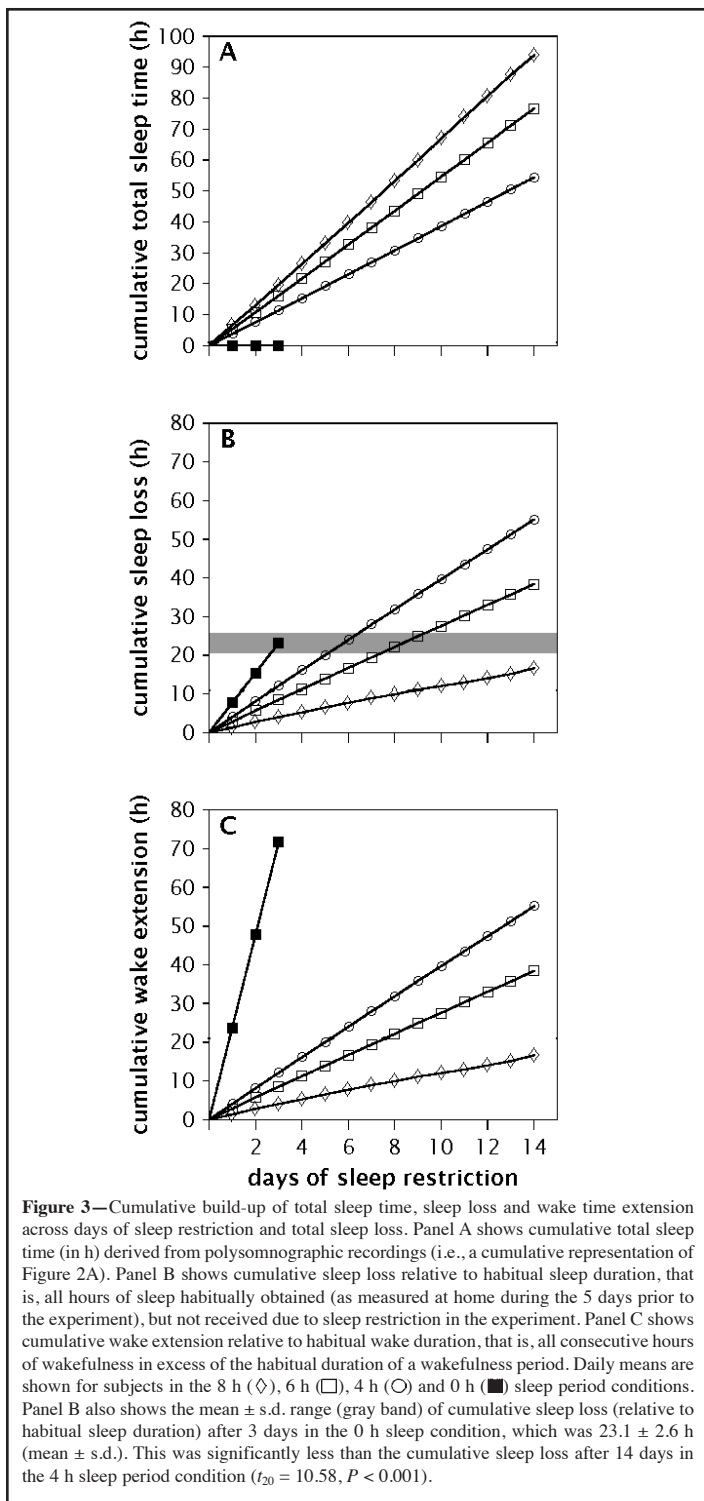 A
cumulative total sleep time (h)
100
90
80
70
60
50
40
30
20
10
0
B
cumulative sleep loss (h)
80
70
60
50
40
30
20
10
0
C
cumulative wake extension (h)
80
70
60
50
40
30
20
10
0
2 4 6 8 10 12 14
days of sleep restriction
Figure 3—Cumulative build-up of total sleep time, sleep loss and wake time extension
across days of sleep restriction and total sleep loss. Panel A shows cumulative total sleep
time (in h) derived from polysomnographic recordings (i.e., a cumulative representation of
Figure 2A). Panel B shows cumulative sleep loss relative to habitual sleep duration, that
is, all hours of sleep habitually obtained (as measured at home during the 5 days prior to
the experiment), but not received due to sleep restriction in the experiment. Panel C shows
cumulative wake extension relative to habitual wake duration, that is, all consecutive hours
of wakefulness in excess of the habitual duration of a wakefulness period. Daily means are
shown for subjects in the 8 h (◇), 6 h (□), 4 h (○) and 0 h (■) sleep period conditions.
Panel B also shows the mean ± s.d. range (gray band) of cumulative sleep loss (relative to
habitual sleep duration) after 3 days in the 0 h sleep condition, which was 23.1 ± 2.6 h
(mean ± s.d.). This was significantly less than the cumulative sleep loss after 14 days in
the 4 h sleep period condition (t20 = 10.58, P < 0.001).